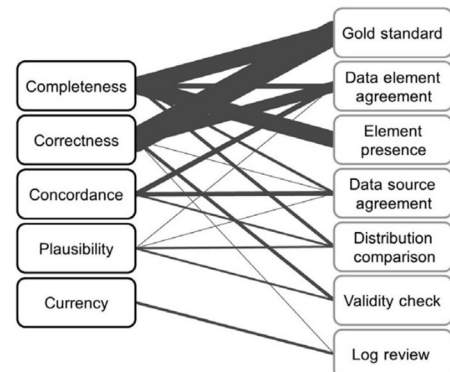 Completeness
Correctness
Concordance
Plausibility
Currency
Gold standard
Data element
agreement
Element
presence
Data source
agreement
Distribution
comparison
Validity check
Log review